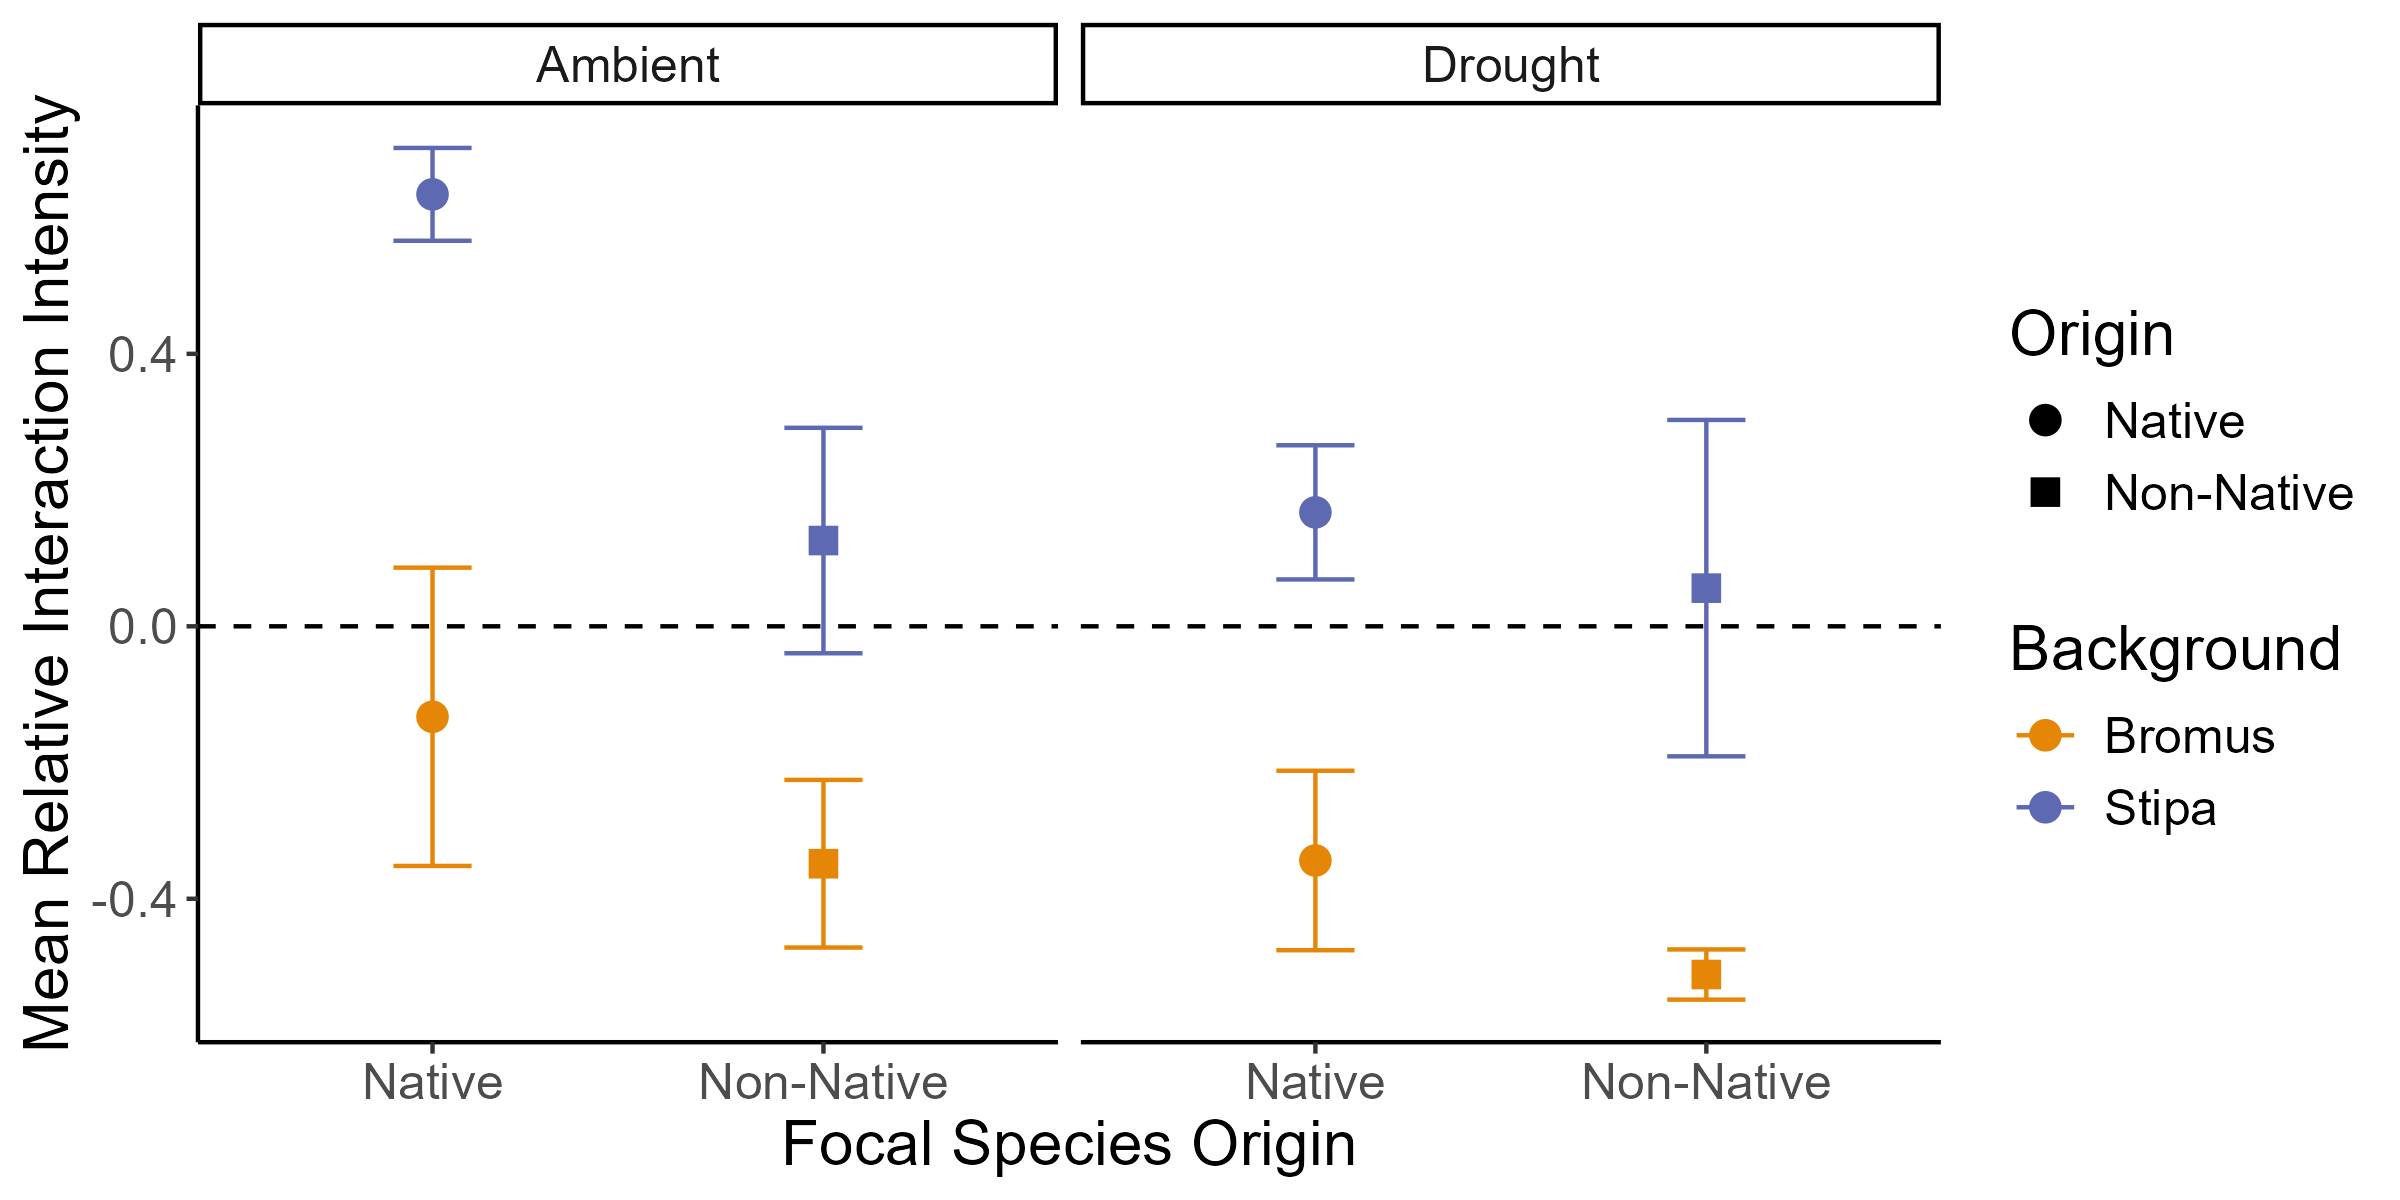 Ambient
Drought
Mean Relative Interaction Intensity
0.4
0.0
-0.4
Native
Non-Native
Native
Non-Native
Focal Species Origin
Origin
Native
Non-Native
Background
Bromus
Stipa